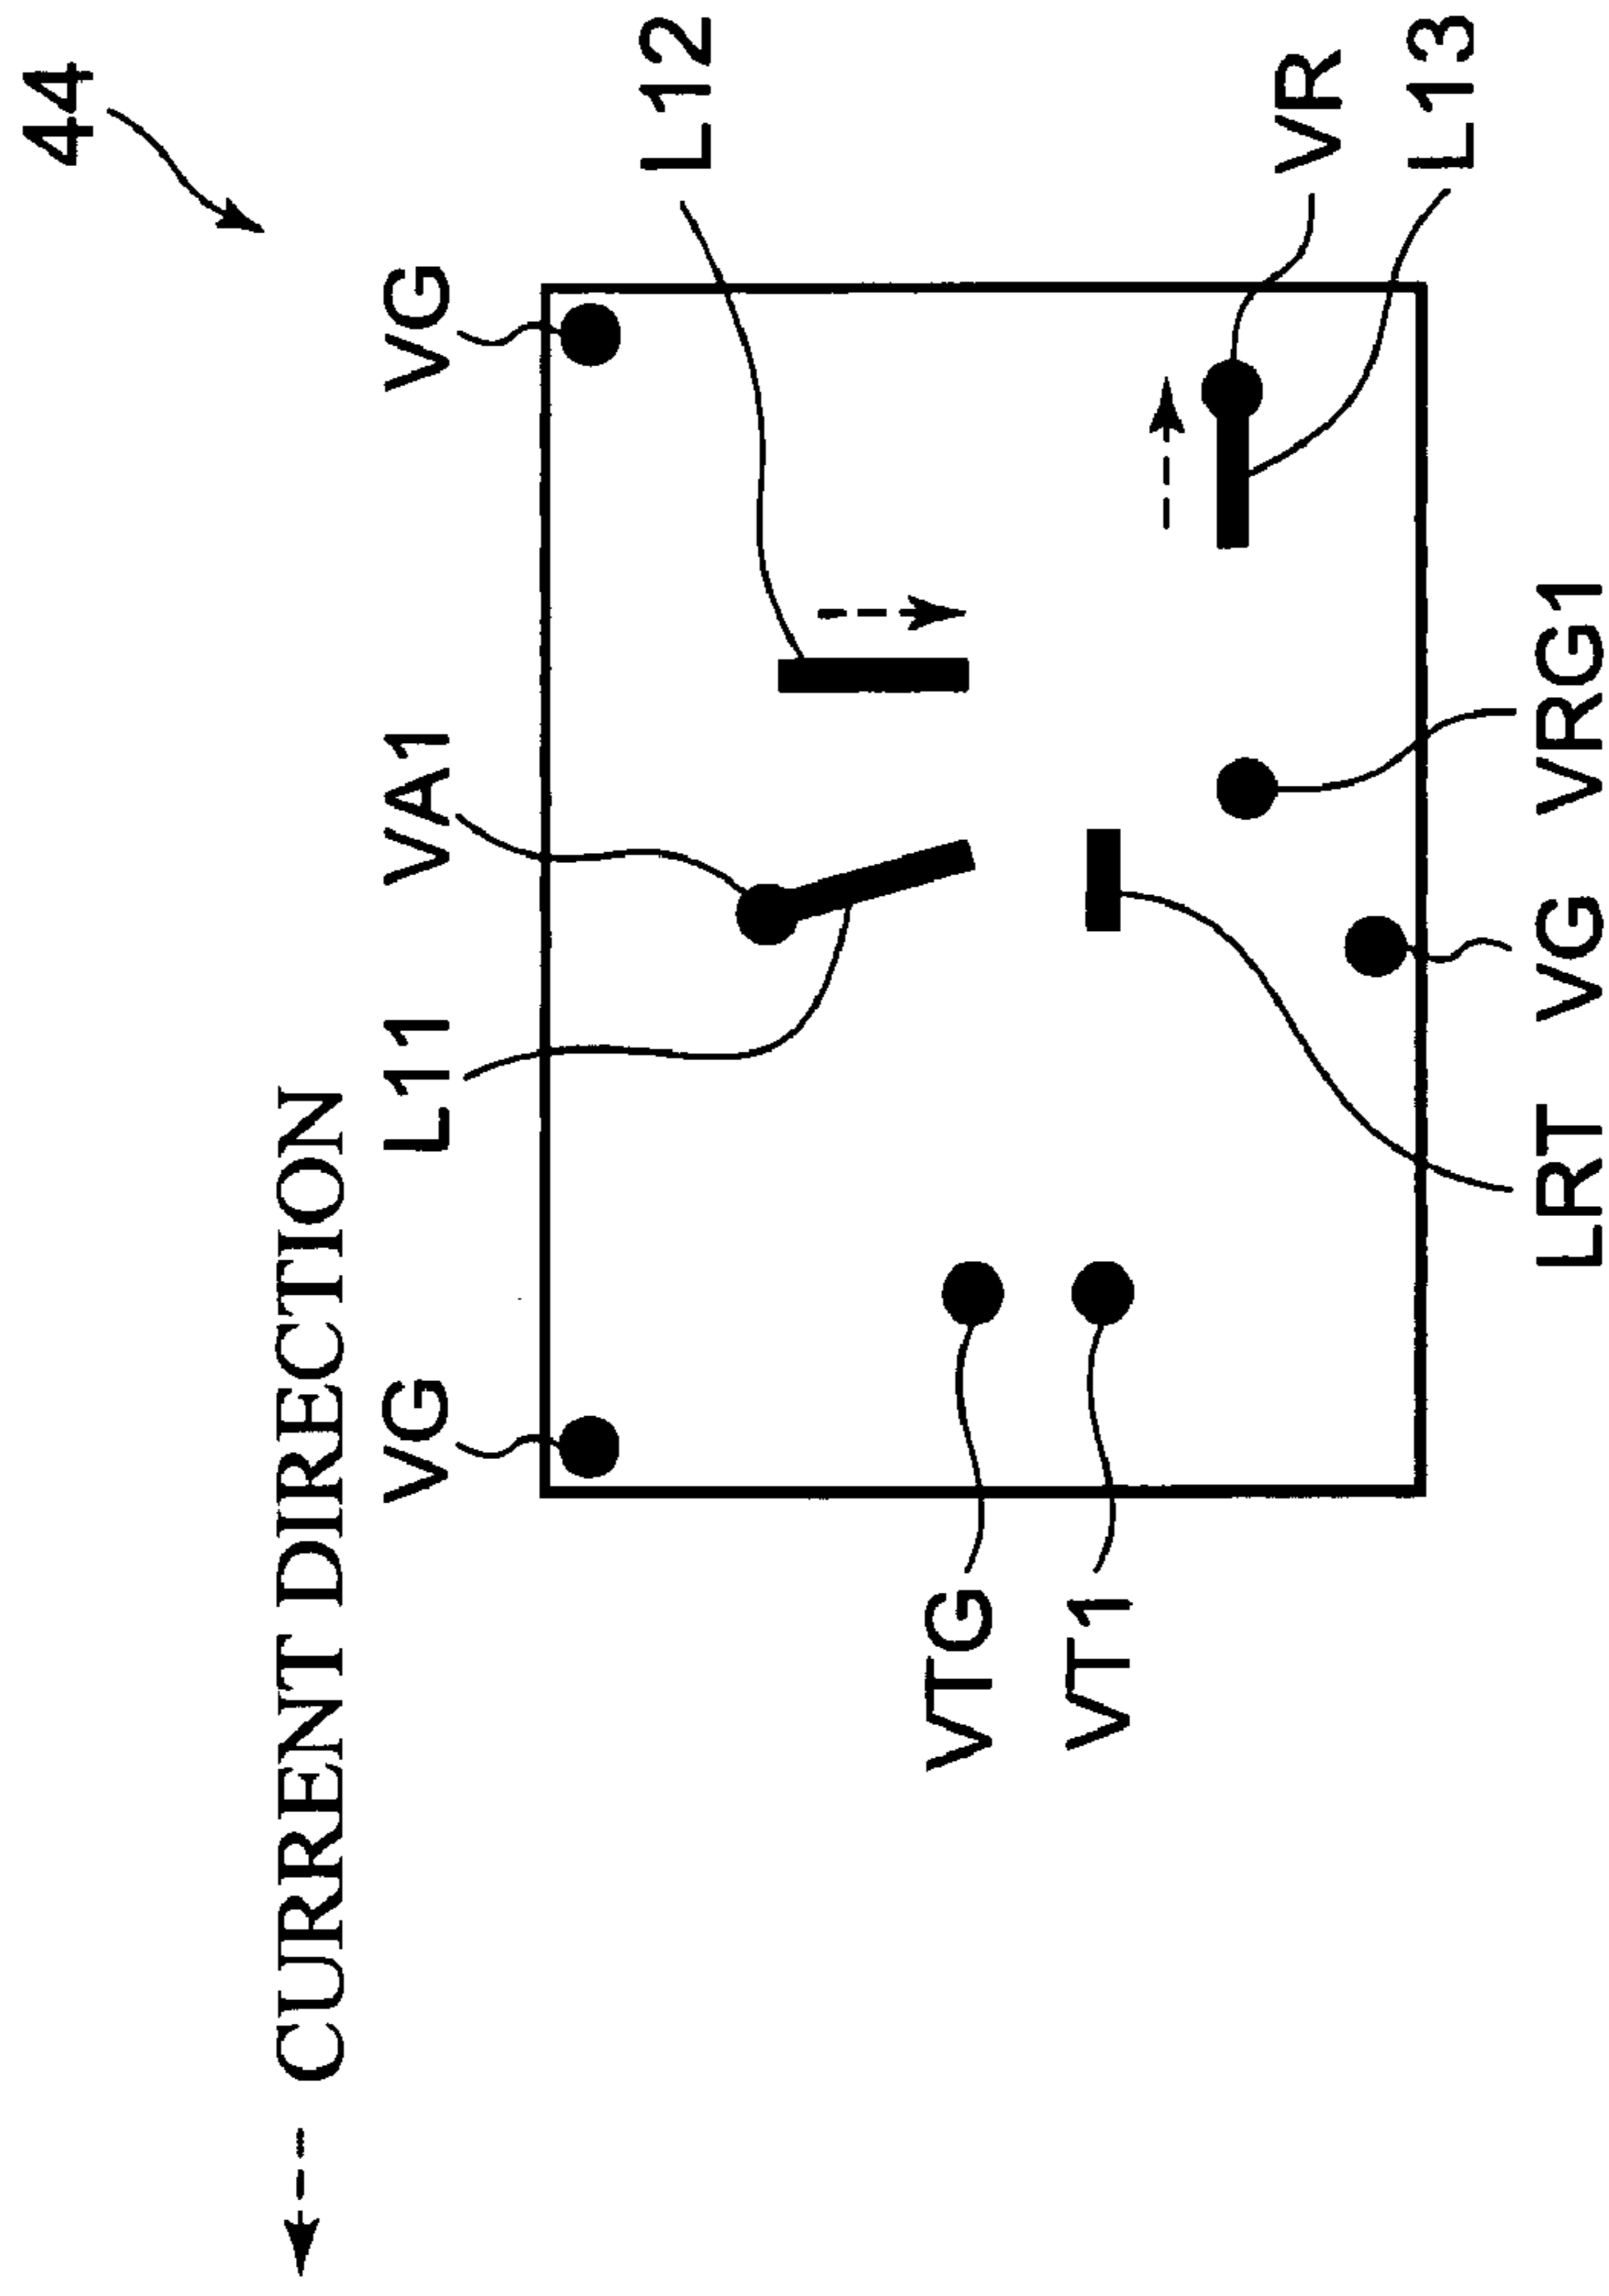 44
CURRENT DIRECTION
VG
L11
VA1
VG
L12
VTG
VT1
VR
L13
LRT
VG
VRG1